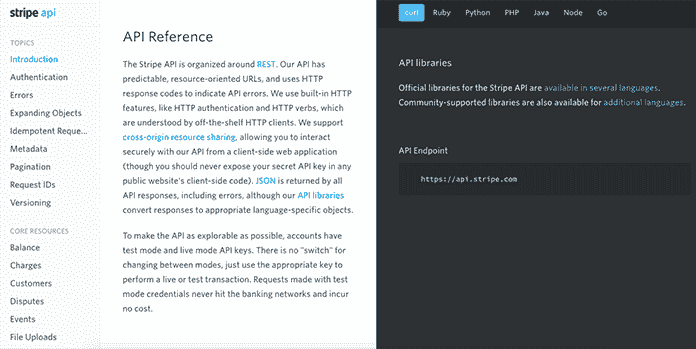 stripe api
TOPICS
Introduction
Authentication
Errors
Expanding Objects
Idempotent Reque...
Metadata
Pagination
Request IDs
Versioning
CORE RESOURCES
Balance
Charges
Customers
Disputes
Events
File Uploads
API Reference
The Stripe API is organized around REST. Our API has
predictable, resource-oriented URLs, and uses HTTP
response codes to indicate API errors. We use built-in HTTP
features, like HTTP authentication and HTTP verbs, which
are understood by off-the-shelf HTTP clients. We support
cross-origin resource sharing, allowing you to interact
securely with our API from a client-side web application
(though you should never expose your secret API key in any
public website's client-side code). JSON is returned by all
API responses, including errors, although our API libraries
convert responses to appropriate language-specific objects.
To make the API as explorable as possible, accounts have
test mode and live mode API keys. There is no "switch" for
changing between modes, just use the appropriate key to
perform a live or test transaction. Requests made with test
mode credentials never hit the banking networks and incur
no cost.
curl Ruby Python PHP Java Node Go
API libraries
Official libraries for the Stripe API are available in several languages.
Community-supported libraries are also available for additional languages.
API Endpoint
https://api.stripe.com